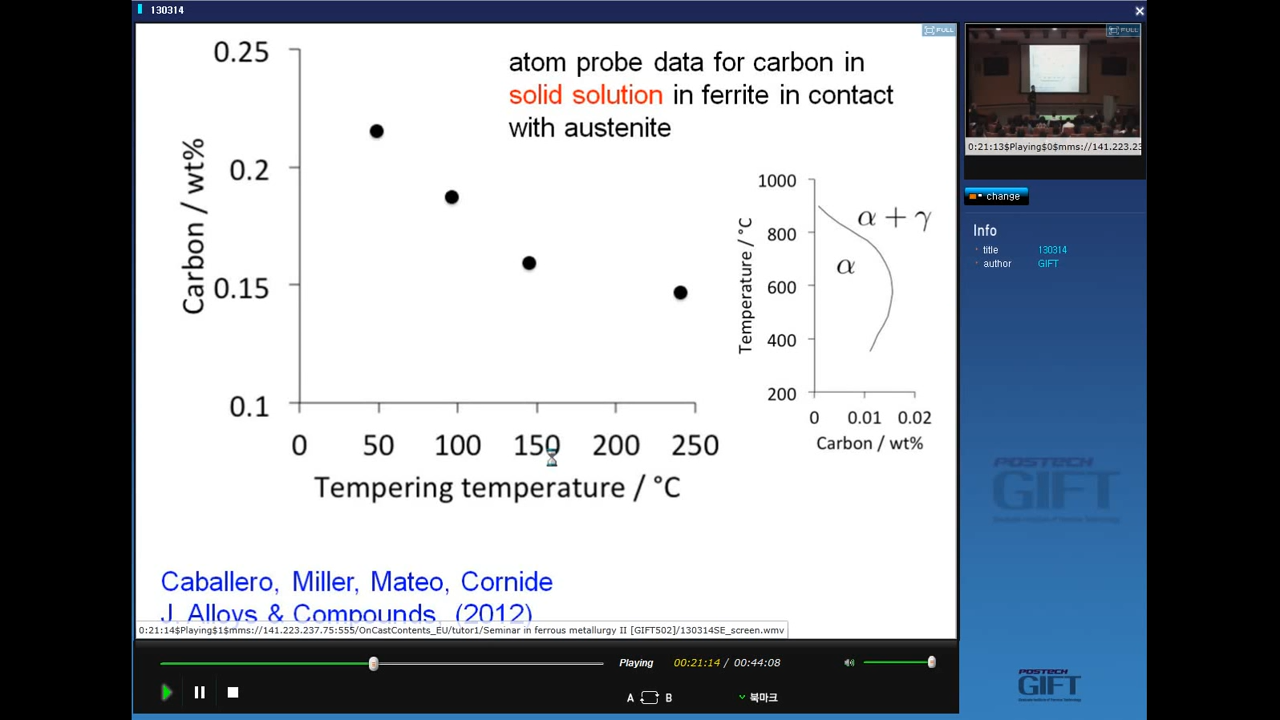 130314
FULL
FULL
0.25
0.2
0.15
0.1
Carbon / wt%
0 50 100 150 200 250
Tempering temperature / °C
atom probe data for carbon in
solid solution in ferrite in contact
with austenite
1000
800
600
400
200
Temperature / °C
α + γ
α
0 0.01 0.02
Carbon / wt%
Caballero, Miller, Mateo, Cornide
J. Alloys & Compounds (2012)
0:21:14$Playing$1$mms://141.223.237.75:555/OnCastContents_EU/tutor1/Seminar in ferrous metallurgy II [GIFT502]/130314SE_screen.wmv
Playing 00:21:14 / 00:44:08
A B 북마크
0:21:13$Playing$0$mms://141.223.23
change
Info
title 130314
author GIFT
POSTECH
GIFT
POSTECH
GIFT